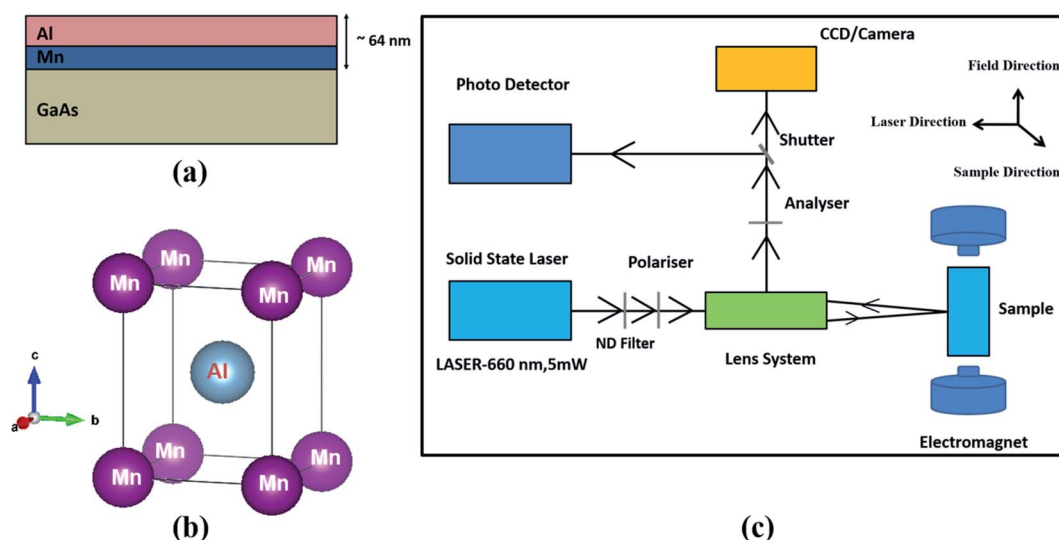 Al
~ 64 nm
Mn
GaAs
(a)
Mn
Mn
Mn
Mn
Al
c
a
b
Mn
Mn
Mn
Mn
(b)
CCD/Camera
Photo Detector
Shutter
Analyser
Field Direction
Laser Direction
Sample Direction
Solid State Laser
Polariser
ND Filter
LASER-660 nm,5mW
Lens System
Sample
Electromagnet
(c)